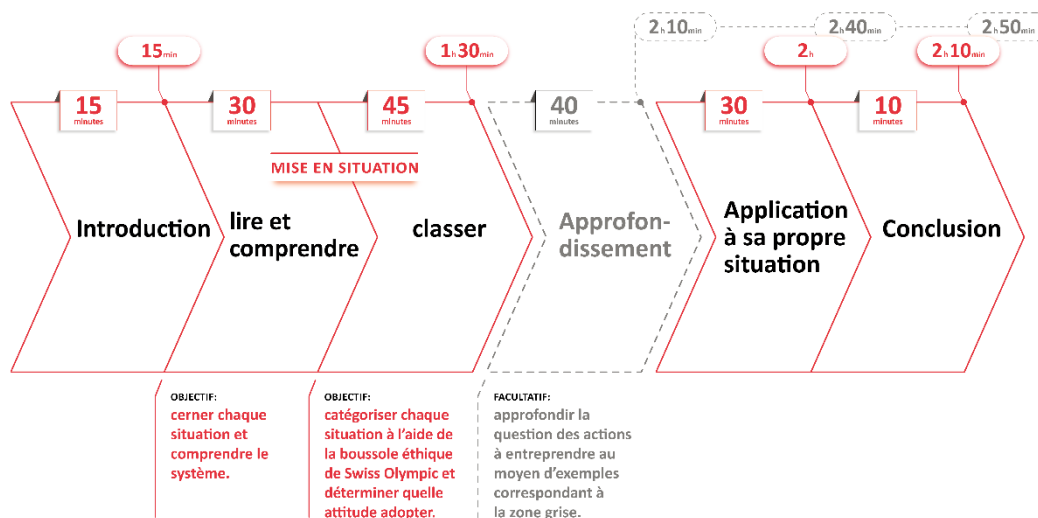 2h10min
2h40min
2h50min
15min
1h30min
2h
2h10min
15
minutes
30
minutes
45
minutes
40
minutes
30
minutes
10
minutes
MISE EN SITUATION
Introduction
lire et
comprendre
classer
Approfon-
dissement
Application
à sa propre
situation
Conclusion
OBJECTIF:
cerner chaque
situation et
comprendre le
système.
OBJECTIF:
catégoriser chaque
situation à l'aide de
la boussole éthique
de Swiss Olympic et
déterminer quelle
attitude adopter.
FACULTATIF:
approfondir la
question des actions
à entreprendre au
moyen d'exemples
correspondant à
la zone grise.